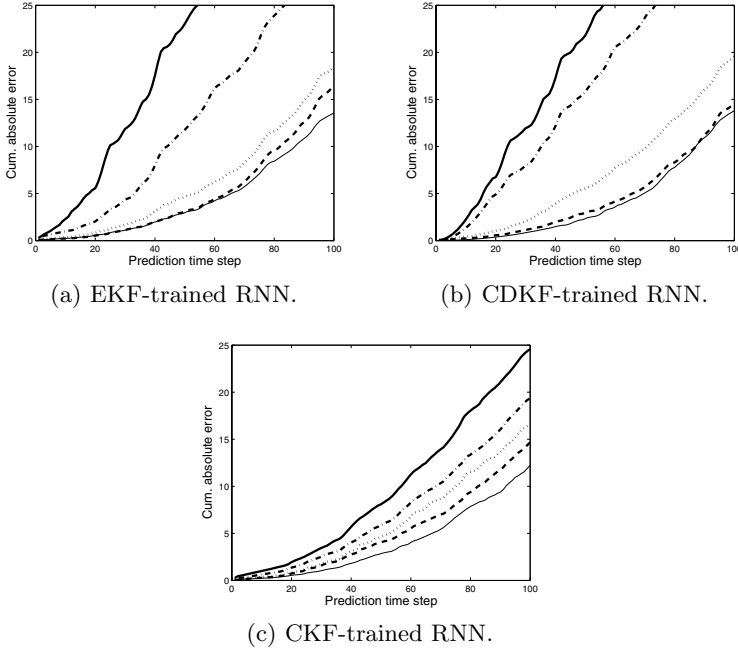 25
20
15
10
5
0
Cum. absolute error
0 20 40 60 80 100
Prediction time step
(a) EKF-trained RNN.
25
20
15
10
5
0
Cum. absolute error
0 20 40 60 80 100
Prediction time step
(b) CDKF-trained RNN.
25
20
15
10
5
0
Cum. absolute error
0 20 40 60 80 100
Prediction time step
(c) CKF-trained RNN.